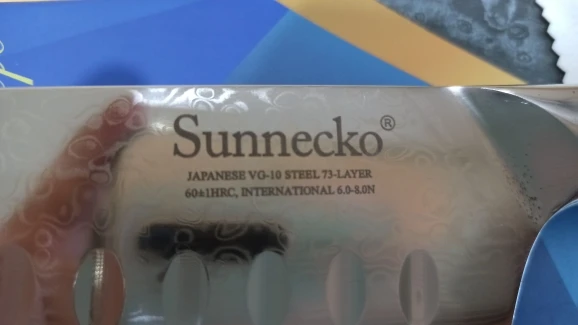 Sunnecko®
JAPANESE VG-10 STEEL 73-LAYER
60±1HRC, INTERNATIONAL 6.0-8.0N